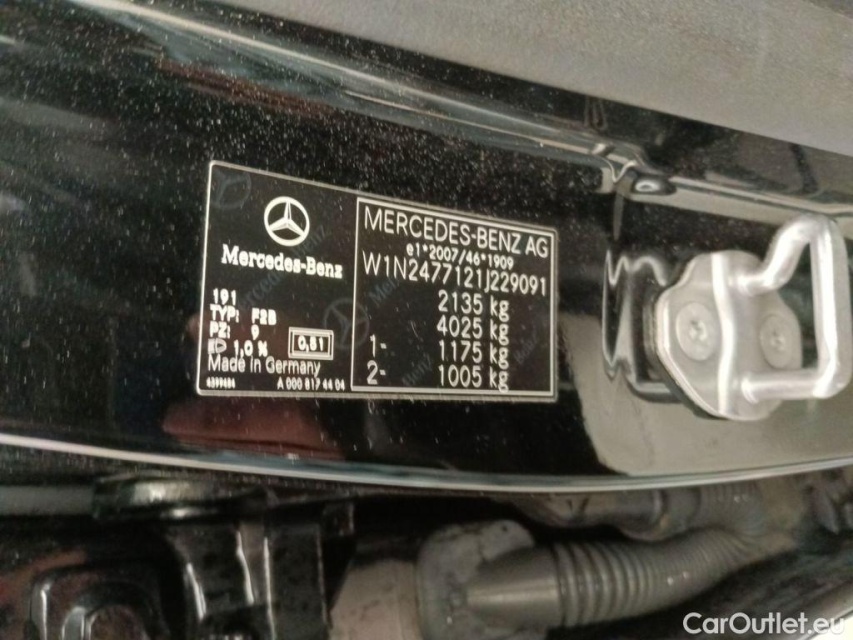 Mercedes-Benz
191
TYP: F2B
PZ: 9
1,0 %
0,51
Made in Germany
A 000 817 44 04
MERCEDES-BENZ AG
e1*2007/46*1909
W1N2477121J229091
2135 kg
4025 kg
1- 1175 kg
2- 1005 kg
CarOutlet.eu